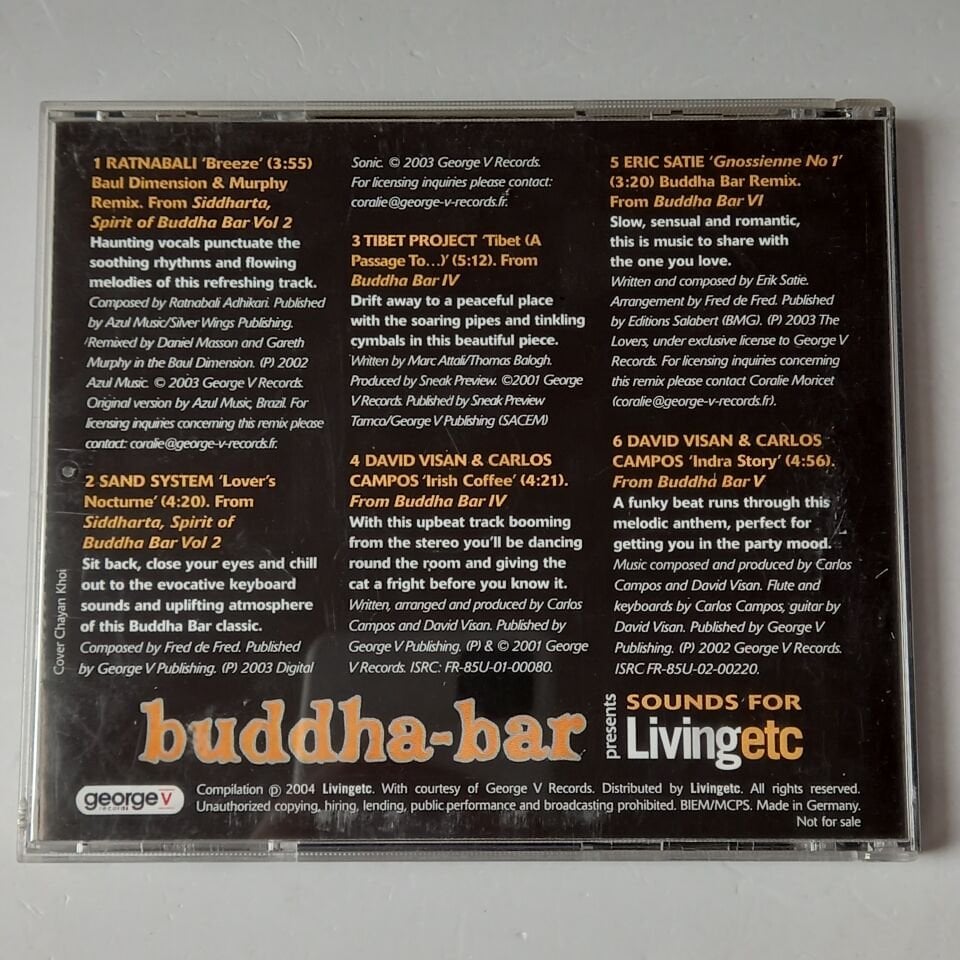 1 RATNABALI ‘Breeze’ (3:55)
Baul Dimension & Murphy
Remix. From Siddharta,
Spirit of Buddha Bar Vol 2
Haunting vocals punctuate the
soothing rhythms and flowing
melodies of this refreshing track.
Composed by Ratnabali Adhikari. Published
by Azul Music/Silver Wings Publishing.
Remixed by Daniel Masson and Gareth
Murphy in the Baul Dimension. (P) 2002
Azul Music. © 2003 George V Records.
Original version by Azul Music, Brazil. For
licensing inquiries concerning this remix please
contact: coralie@george-v-records.fr.
2 SAND SYSTEM ‘Lover’s
Nocturne’ (4:20). From
Siddharta, Spirit of
Buddha Bar Vol 2
Sit back, close your eyes and chill
out to the evocative keyboard
sounds and uplifting atmosphere
of this Buddha Bar classic.
Composed by Fred de Fred. Published
by George V Publishing. (P) 2003 Digital
Sonic. © 2003 George V Records.
For licensing inquiries please contact:
coralie@george-v-records.fr.
3 TIBET PROJECT ‘Tibet (A
Passage To...)’ (5:12). From
Buddha Bar IV
Drift away to a peaceful place
with the soaring pipes and tinkling
cymbals in this beautiful piece.
Written by Marc Attali/Thomas Balogh.
Produced by Sneak Preview. ©2001 George
V Records. Published by Sneak Preview
Tamco/George V Publishing (SACEM)
4 DAVID VISAN & CARLOS
CAMPOS ‘Irish Coffee’ (4:21).
From Buddha Bar IV
With this upbeat track booming
from the stereo you’ll be dancing
round the room and giving the
cat a fright before you know it.
Written, arranged and produced by Carlos
Campos and David Visan. Published by
George V Publishing. (P) & © 2001 George
V Records. ISRC: FR-85U-01-00080.
5 ERIC SATIE ‘Gnossienne No 1’
(3:20) Buddha Bar Remix.
From Buddha Bar VI
Slow, sensual and romantic,
this is music to share with
the one you love.
Written and composed by Erik Satie.
Arrangement by Fred de Fred. Published
by Editions Salabert (BMG). (P) 2003 The
Lovers, under exclusive license to George V
Records. For licensing inquiries concerning
this remix please contact Coralie Moricet
(coralie@george-v-records.fr).
6 DAVID VISAN & CARLOS
CAMPOS ‘Indra Story’ (4:56).
From Buddha Bar V
A funky beat runs through this
melodic anthem, perfect for
getting you in the party mood.
Music composed and produced by Carlos
Campos and David Visan. Flute and
keyboards by Carlos Campos, guitar by
David Visan. Published by George V
Publishing. (P) 2002 George V Records.
ISRC FR-85U-02-00220.
Cover Chayan Khoi
buddha-bar
presents
SOUNDS FOR
Livingetc
george V
records
Compilation ℗ 2004 Livingetc. With courtesy of George V Records. Distributed by Livingetc. All rights reserved.
Unauthorized copying, hiring, lending, public performance and broadcasting prohibited. BIEM/MCPS. Made in Germany.
Not for sale